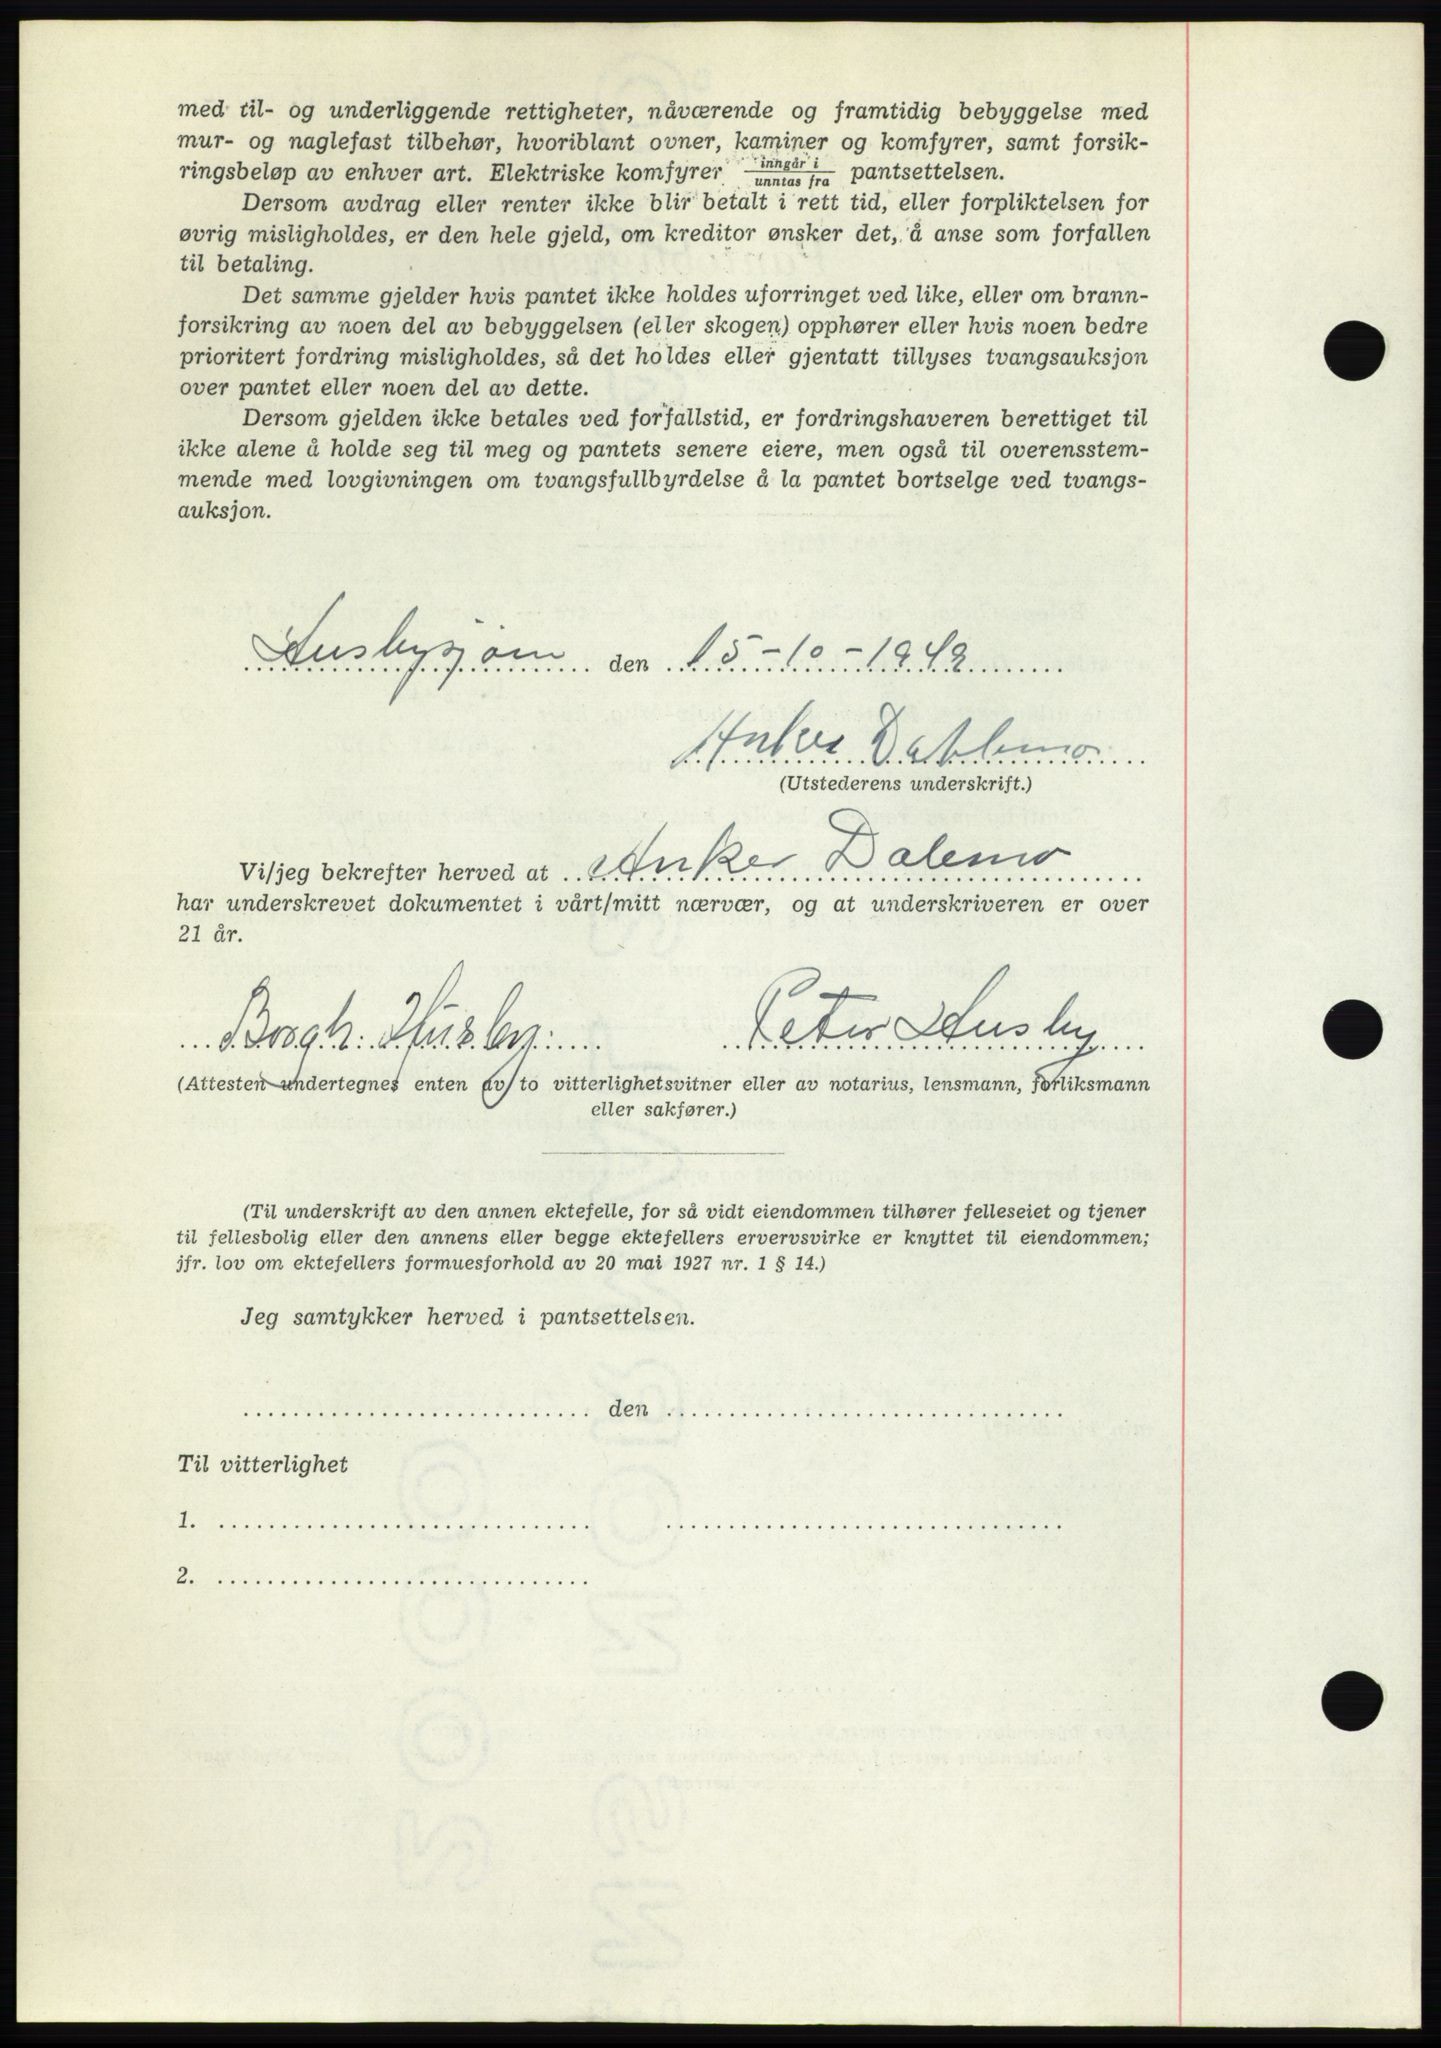 med til- og underliggende rettigheter, nåværende og framtidig bebyggelse med
mur- og naglefast tilbehør, hvoriblant ovner, kaminer og komfyrer, samt forsik-
ringsbeløp av enhver art. Elektriske komfyrer inngår i / unntas fra pantsettelsen.
Dersom avdrag eller renter ikke blir betalt i rett tid, eller forpliktelsen for
øvrig misligholdes, er den hele gjeld, om kreditor ønsker det, å anse som forfallen
til betaling.
Det samme gjelder hvis pantet ikke holdes uforringet ved like, eller om brann-
forsikring av noen del av bebyggelsen (eller skogen) opphører eller hvis noen bedre
prioritert fordring misligholdes, så det holdes eller gjentatt tillyses tvangsauksjon
over pantet eller noen del av dette.
Dersom gjelden ikke betales ved forfallstid, er fordringshaveren berettiget til
ikke alene å holde seg til meg og pantets senere eiere, men også til overensstem-
mende med lovgivningen om tvangsfullbyrdelse å la pantet bortselge ved tvangs-
auksjon.
Husbysjøen den 15-10-1942
Anker Dahlemo
(Utstederens underskrift.)
Vi/jeg bekrefter herved at Anker Dalemo
har underskrevet dokumentet i vårt/mitt nærvær, og at underskriveren er over
21 år.
Borgh. Husby. Peter Husby
(Attesten undertegnes enten av to vitterlighetsvitner eller av notarius, lensmann, forliksmann
eller sakfører.)
(Til underskrift av den annen ektefelle, for så vidt eiendommen tilhører felleseiet og tjener
til fellesbolig eller den annens eller begge ektefellers ervervsvirke er knyttet til eiendommen;
jfr. lov om ektefellers formuesforhold av 20 mai 1927 nr. 1 § 14.)
Jeg samtykker herved i pantsettelsen.
den
Til vitterlighet
1.
2.